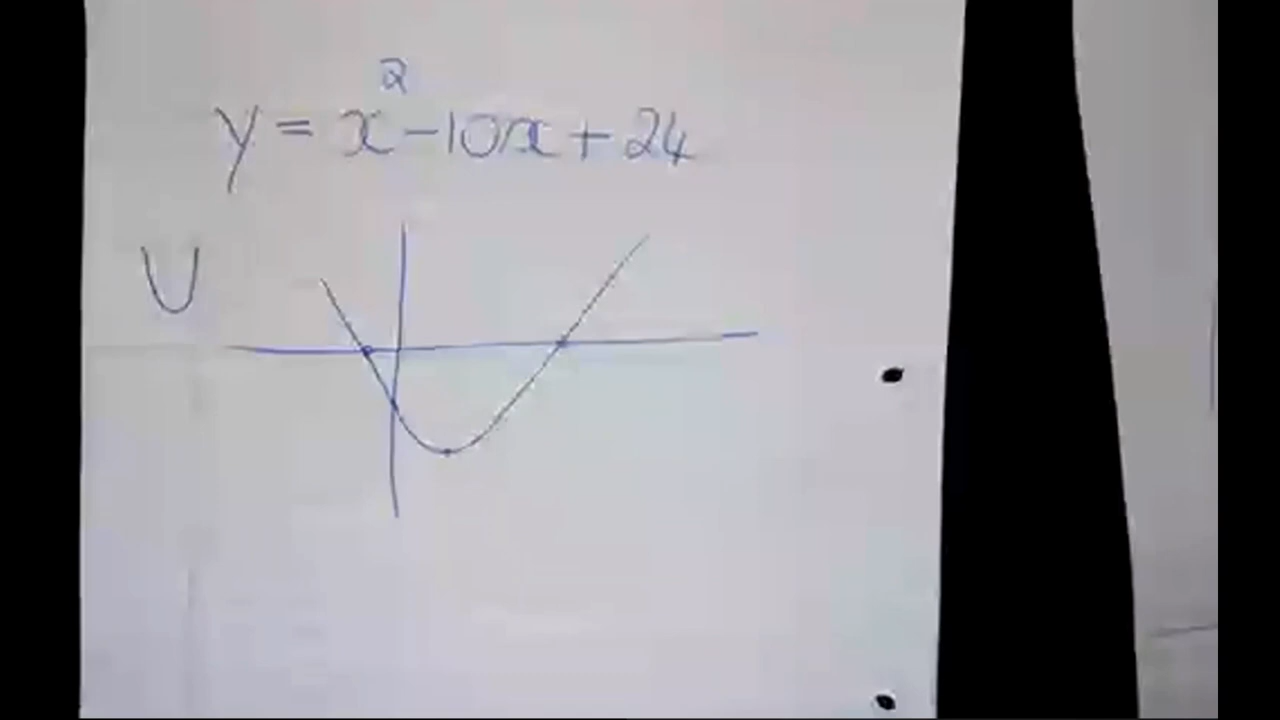 y = x² - 10x + 24